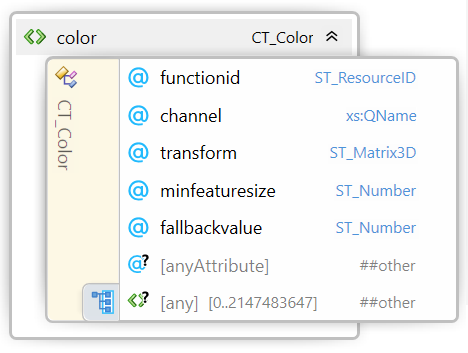 color CT_Color
CT_Color
functionid ST_ResourceID
channel xs:QName
transform ST_Matrix3D
minfeaturesize ST_Number
fallbackvalue ST_Number
[anyAttribute] ##other
[any] [0..2147483647] ##other